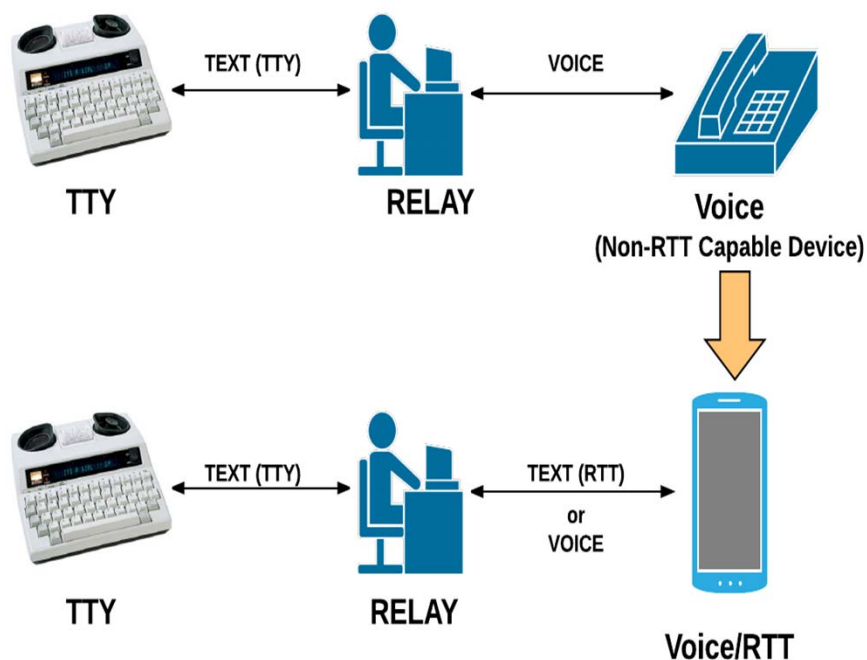 TEXT (TTY)
VOICE
TTY
RELAY
Voice
(Non-RTT Capable Device)
TEXT (TTY)
TEXT (RTT)
or
VOICE
TTY
RELAY
Voice/RTT